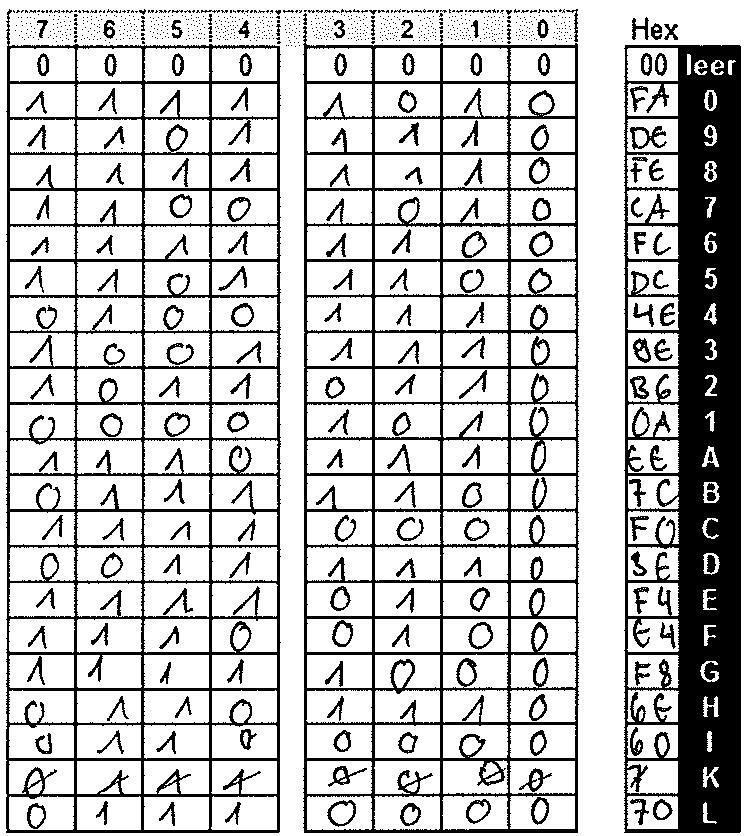 7 6 5 4 3 2 1 0 Hex
0 0 0 0 0 0 0 0 00 leer
1 1 1 1 1 0 1 0 FA 0
1 1 0 1 1 1 1 0 DE 9
1 1 1 1 1 1 1 0 FE 8
1 1 0 0 1 0 1 0 CA 7
1 1 1 1 1 1 0 0 FC 6
1 1 0 1 1 1 0 0 DC 5
0 1 0 0 1 1 1 0 4E 4
1 0 0 1 1 1 1 0 9E 3
1 0 1 1 0 1 1 0 B6 2
0 0 0 0 1 0 1 0 0A 1
1 1 1 0 1 1 1 0 EE A
0 1 1 1 1 1 0 0 7C B
1 1 1 1 0 0 0 0 F0 C
0 0 1 1 1 1 1 0 3E D
1 1 1 1 0 1 0 0 F4 E
1 1 1 0 0 1 0 0 E4 F
1 1 1 1 1 0 0 0 F8 G
0 1 1 0 1 1 1 0 6E H
0 1 1 0 0 0 0 0 60 I
0 1 1 1 0 0 0 0 7 K
0 1 1 1 0 0 0 0 70 L